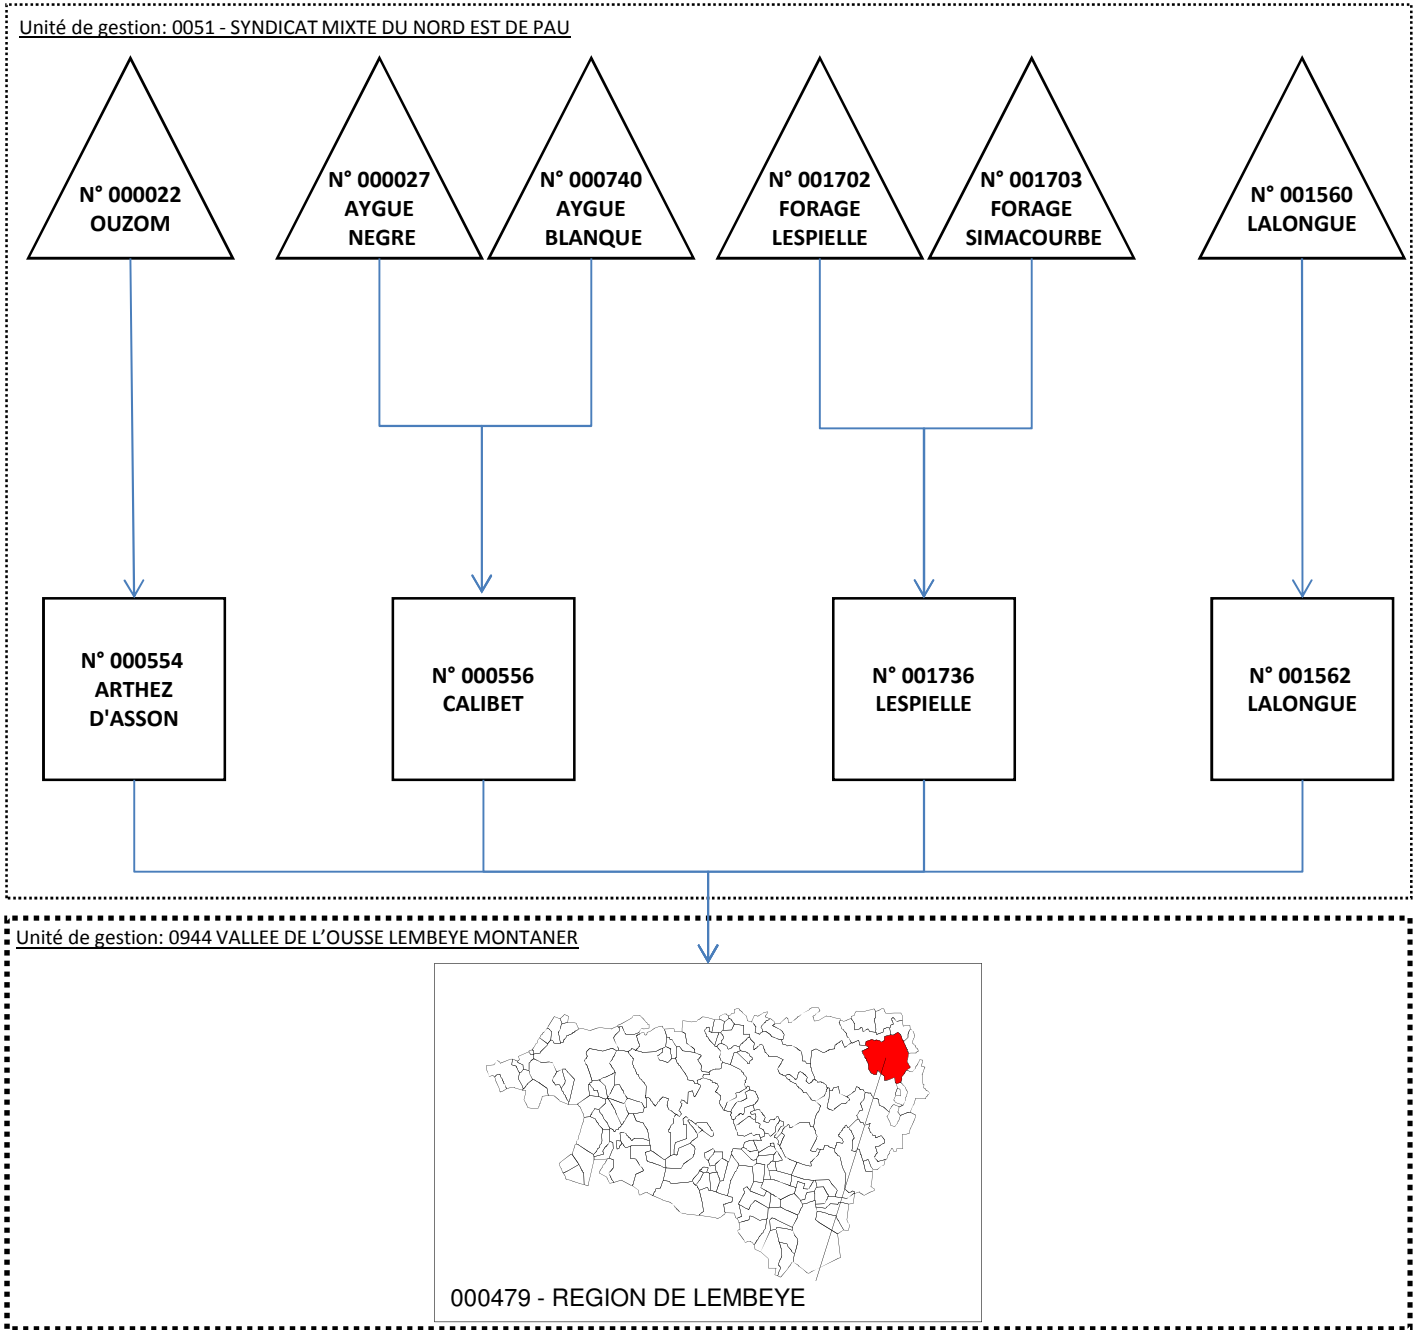 Unité de gestion: 0051 - SYNDICAT MIXTE DU NORD EST DE PAU
N° 000022
OUZOM
N° 000027
AYGUE
NEGRE
N° 000740
AYGUE
BLANQUE
N° 001702
FORAGE
LESPIELLE
N° 001703
FORAGE
SIMACOURBE
N° 001560
LALONGUE
N° 000554
ARTHEZ
D'ASSON
N° 000556
CALIBET
N° 001736
LESPIELLE
N° 001562
LALONGUE
Unité de gestion: 0944 VALLEE DE L’OUSSE LEMBEYE MONTANER
000479 - REGION DE LEMBEYE